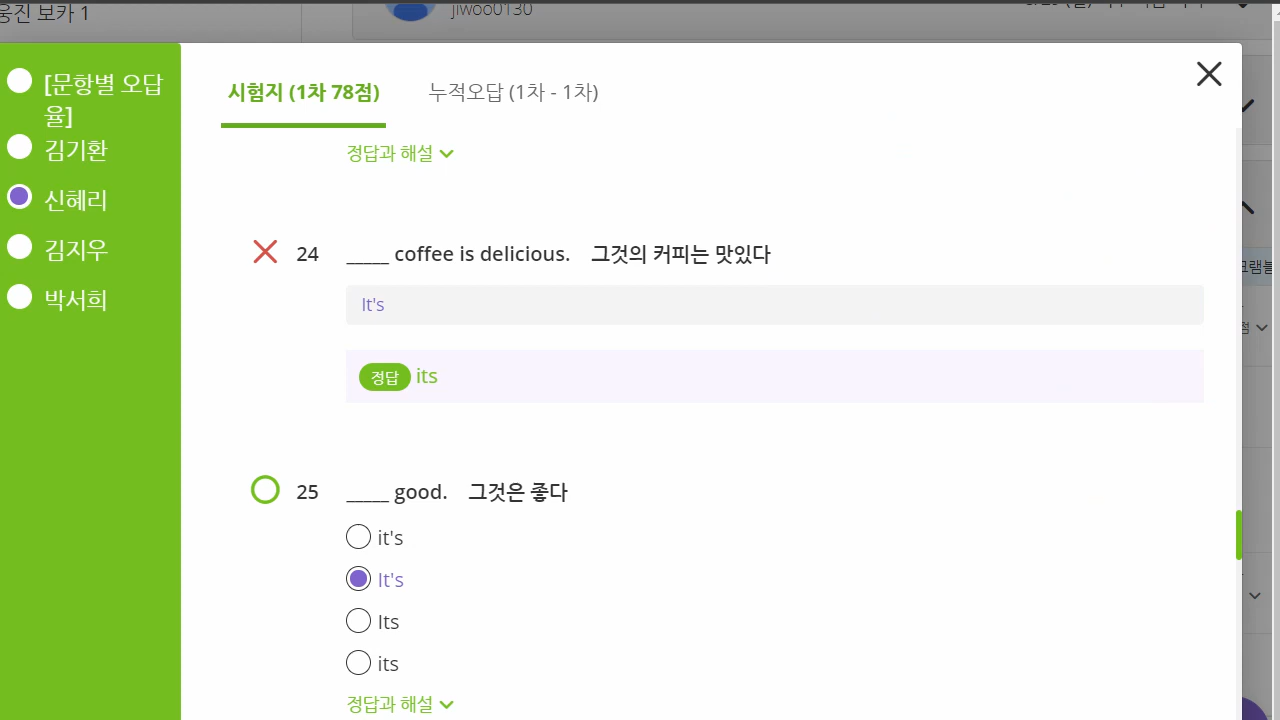 웅진 보카 1
jiwoo0130
[문항별 오답
율]
김기환
신혜리
김지우
박서희
시험지 (1차 78점)
누적오답 (1차 - 1차)
정답과 해설
24 _____ coffee is delicious. 그것의 커피는 맛있다
It's
정답 its
25 _____ good. 그것은 좋다
it's
It's
Its
its
정답과 해설